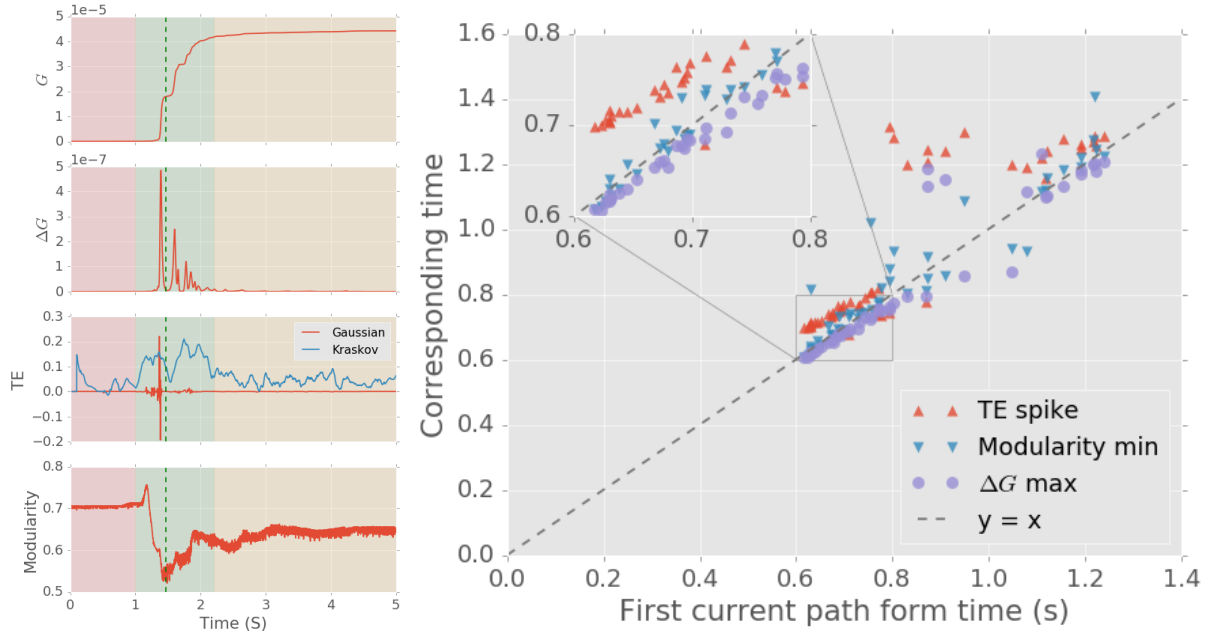 1e−5
5
4
3
2
1
0
G
1e−7
5
4
3
2
1
0
ΔG
0.3
0.2
0.1
0.0
−0.1
−0.2
TE
Gaussian
Kraskov
0.8
0.7
0.6
0.5
Modularity
0 1 2 3 4 5
Time (S)
1.6
1.4
1.2
1.0
0.8
0.6
0.4
0.2
0.0
Corresponding time
0.8
0.7
0.6
0.6 0.7 0.8
TE spike
Modularity min
ΔG max
y = x
0.0 0.2 0.4 0.6 0.8 1.0 1.2 1.4
First current path form time (s)